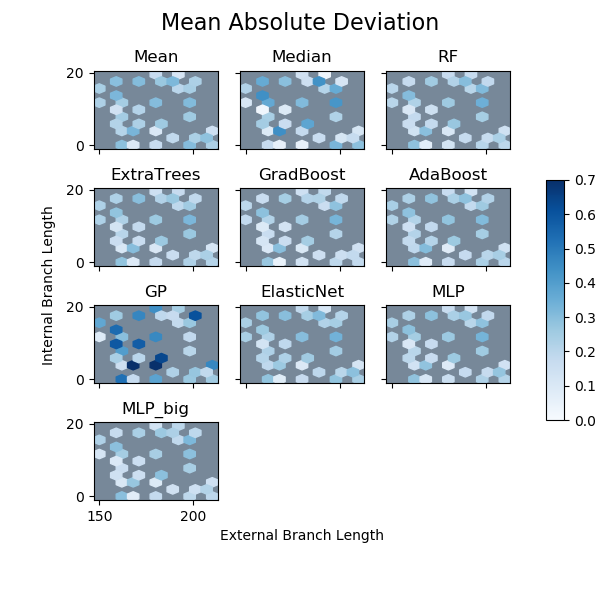 Mean Absolute Deviation
Mean Median RF
20
0
ExtraTrees GradBoost AdaBoost
20
0
GP ElasticNet MLP
20
0
MLP_big
20
0
150 200
Internal Branch Length
External Branch Length
0.7
0.6
0.5
0.4
0.3
0.2
0.1
0.0